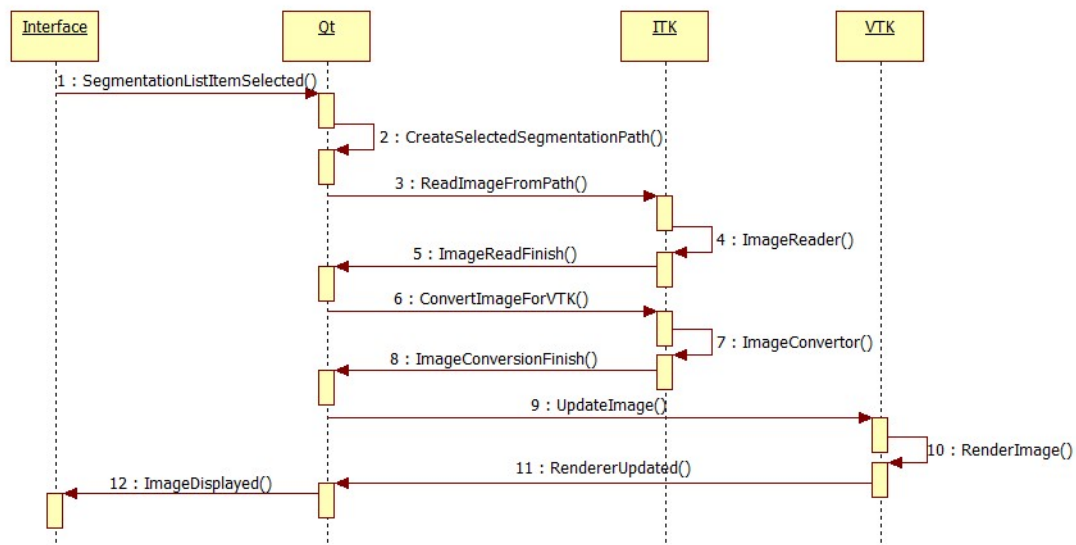 Interface
Qt
ITK
VTK
1 : SegmentationListItemSelected()
2 : CreateSelectedSegmentationPath()
3 : ReadImageFromPath()
4 : ImageReader()
5 : ImageReadFinish()
6 : ConvertImageForVTK()
7 : ImageConvertor()
8 : ImageConversionFinish()
9 : UpdateImage()
10 : RenderImage()
11 : RendererUpdated()
12 : ImageDisplayed()